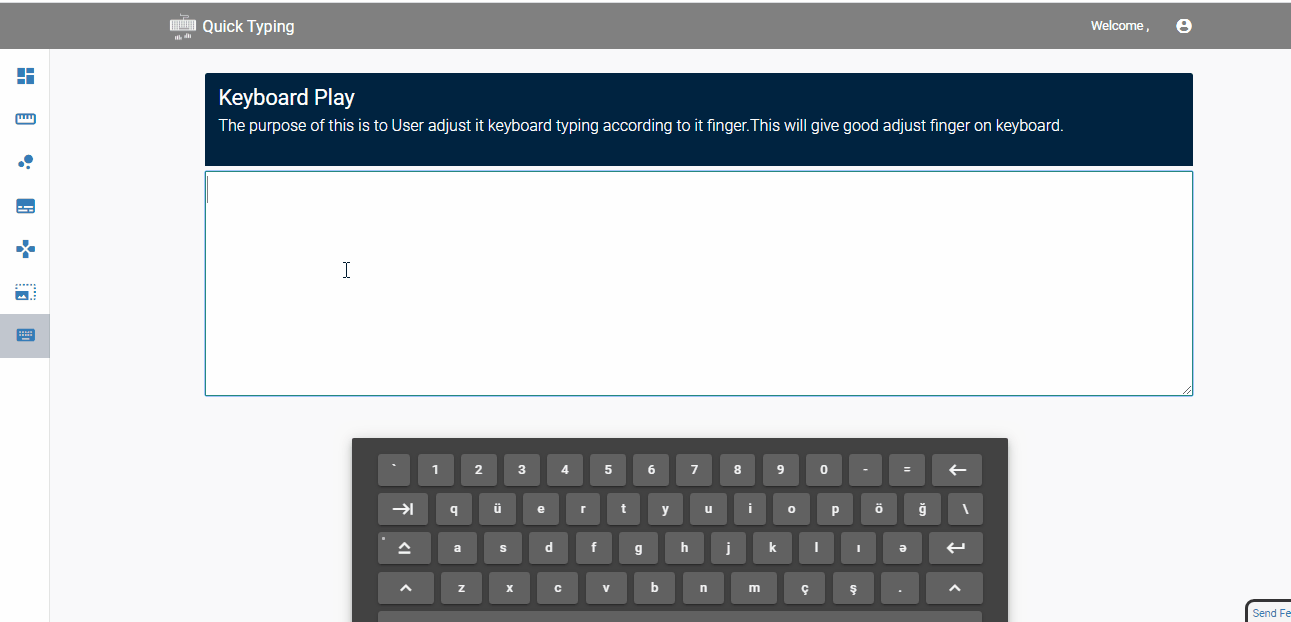 Quick Typing
Welcome ,
Keyboard Play
The purpose of this is to User adjust it keyboard typing according to it finger.This will give good adjust finger on keyboard.
` 1 2 3 4 5 6 7 8 9 0 - =
q ü e r t y u i o p ö ğ \
a s d f g h j k l ı ə
z x c v b n m ç ş .
Send Fe